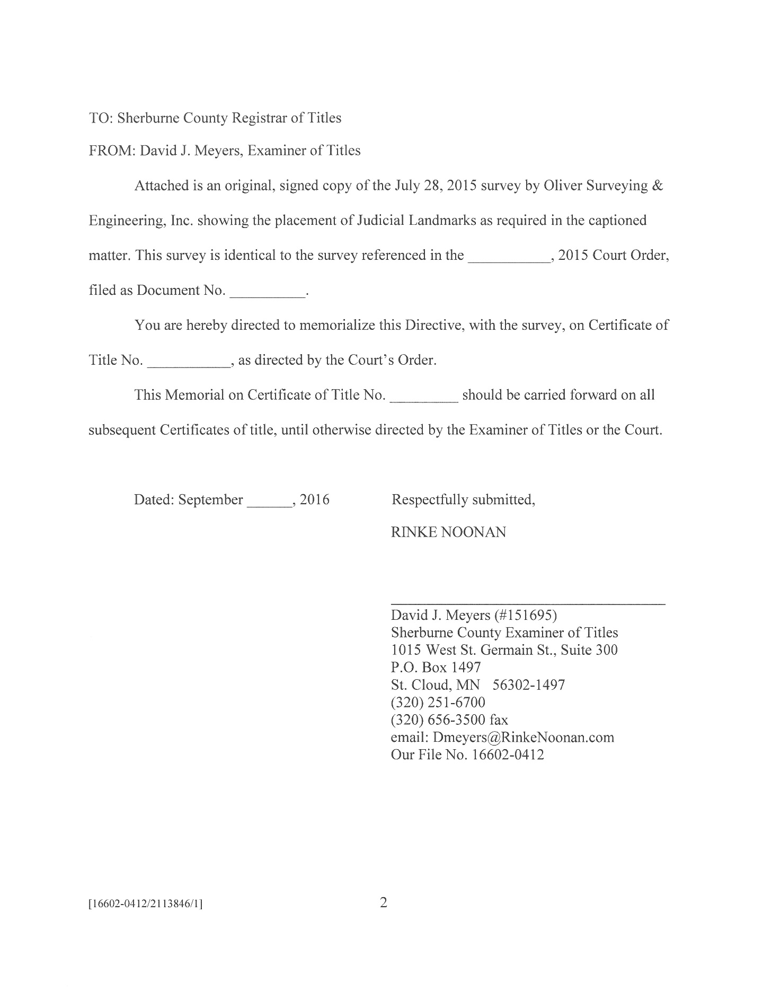 TO: Sherburne County Registrar of Titles
FROM: David J. Meyers, Examiner of Titles
Attached is an original, signed copy of the July 28, 2015 survey by Oliver Surveying &
Engineering, Inc. showing the placement of Judicial Landmarks as required in the captioned
matter. This survey is identical to the survey referenced in the ___________, 2015 Court Order,
filed as Document No. __________.
You are hereby directed to memorialize this Directive, with the survey, on Certificate of
Title No. ___________, as directed by the Court's Order.
This Memorial on Certificate of Title No. _________ should be carried forward on all
subsequent Certificates of title, until otherwise directed by the Examiner of Titles or the Court.
Dated: September ______, 2016
Respectfully submitted,
RINKE NOONAN
David J. Meyers (#151695)
Sherburne County Examiner of Titles
1015 West St. Germain St., Suite 300
P.O. Box 1497
St. Cloud, MN 56302-1497
(320) 251-6700
(320) 656-3500 fax
email: Dmeyers@RinkeNoonan.com
Our File No. 16602-0412
[16602-0412/2113846/1]
2